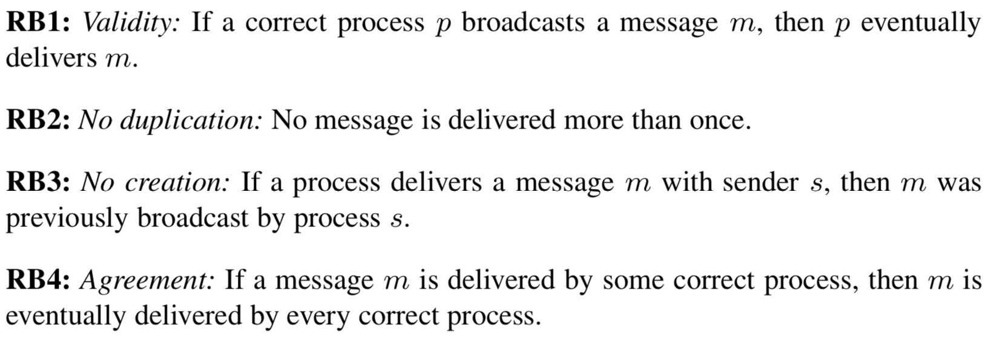 RB1: Validity: If a correct process p broadcasts a message m, then p eventually
delivers m.
RB2: No duplication: No message is delivered more than once.
RB3: No creation: If a process delivers a message m with sender s, then m was
previously broadcast by process s.
RB4: Agreement: If a message m is delivered by some correct process, then m is
eventually delivered by every correct process.